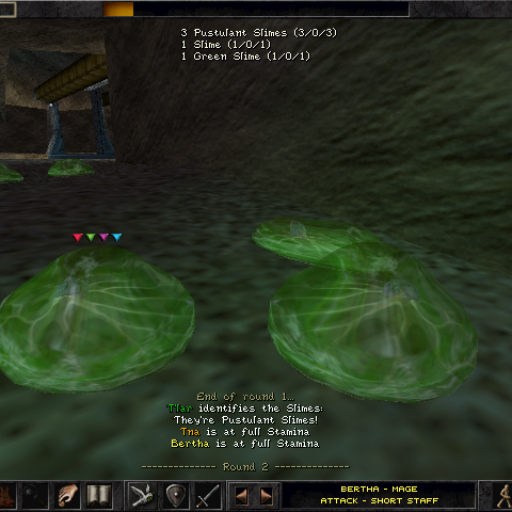 3 Pustulant Slimes (3/0/3)
1 Slime (1/0/1)
1 Green Slime (1/0/1)
End of round 1...
identifies the Slimes:
They're Pustulant Slimes!
Tna is at full Stamina
Bertha is at full Stamina
-------------- Round 2 --------------
BERTHA - MAGE
ATTACK - SHORT STAFF